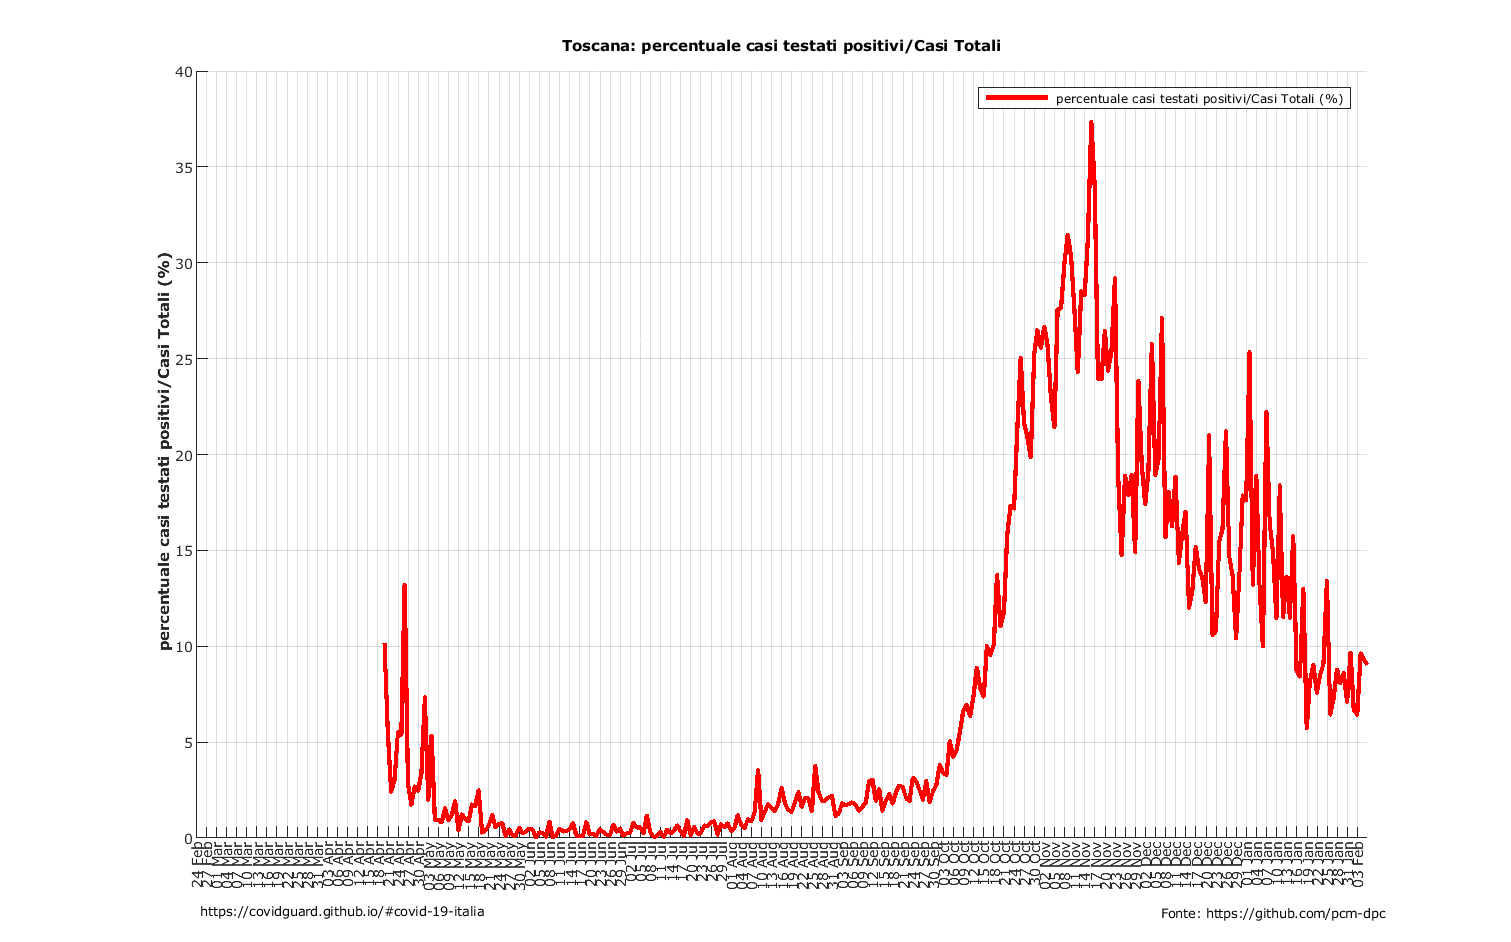 Toscana: percentuale casi testati positivi/Casi Totali
percentuale casi testati positivi/Casi Totali (%)
percentuale casi testati positivi/Casi Totali (%)
40
35
30
25
20
15
10
5
0
24 Feb
27 Feb
01 Mar
04 Mar
07 Mar
10 Mar
13 Mar
16 Mar
19 Mar
22 Mar
25 Mar
28 Mar
31 Mar
03 Apr
06 Apr
09 Apr
12 Apr
15 Apr
18 Apr
21 Apr
24 Apr
27 Apr
30 Apr
03 May
06 May
09 May
12 May
15 May
18 May
21 May
24 May
27 May
30 May
02 Jun
05 Jun
08 Jun
11 Jun
14 Jun
17 Jun
20 Jun
23 Jun
26 Jun
29 Jun
02 Jul
05 Jul
08 Jul
11 Jul
14 Jul
17 Jul
20 Jul
23 Jul
26 Jul
29 Jul
01 Aug
04 Aug
07 Aug
10 Aug
13 Aug
16 Aug
19 Aug
22 Aug
25 Aug
28 Aug
31 Aug
03 Sep
06 Sep
09 Sep
12 Sep
15 Sep
18 Sep
21 Sep
24 Sep
27 Sep
30 Sep
03 Oct
06 Oct
09 Oct
12 Oct
15 Oct
18 Oct
21 Oct
24 Oct
27 Oct
30 Oct
02 Nov
05 Nov
08 Nov
11 Nov
14 Nov
17 Nov
20 Nov
23 Nov
26 Nov
29 Nov
02 Dec
05 Dec
08 Dec
11 Dec
14 Dec
17 Dec
20 Dec
23 Dec
26 Dec
29 Dec
01 Jan
04 Jan
07 Jan
10 Jan
13 Jan
16 Jan
19 Jan
22 Jan
25 Jan
28 Jan
31 Jan
03 Feb
https://covidguard.github.io/#covid-19-italia
Fonte: https://github.com/pcm-dpc